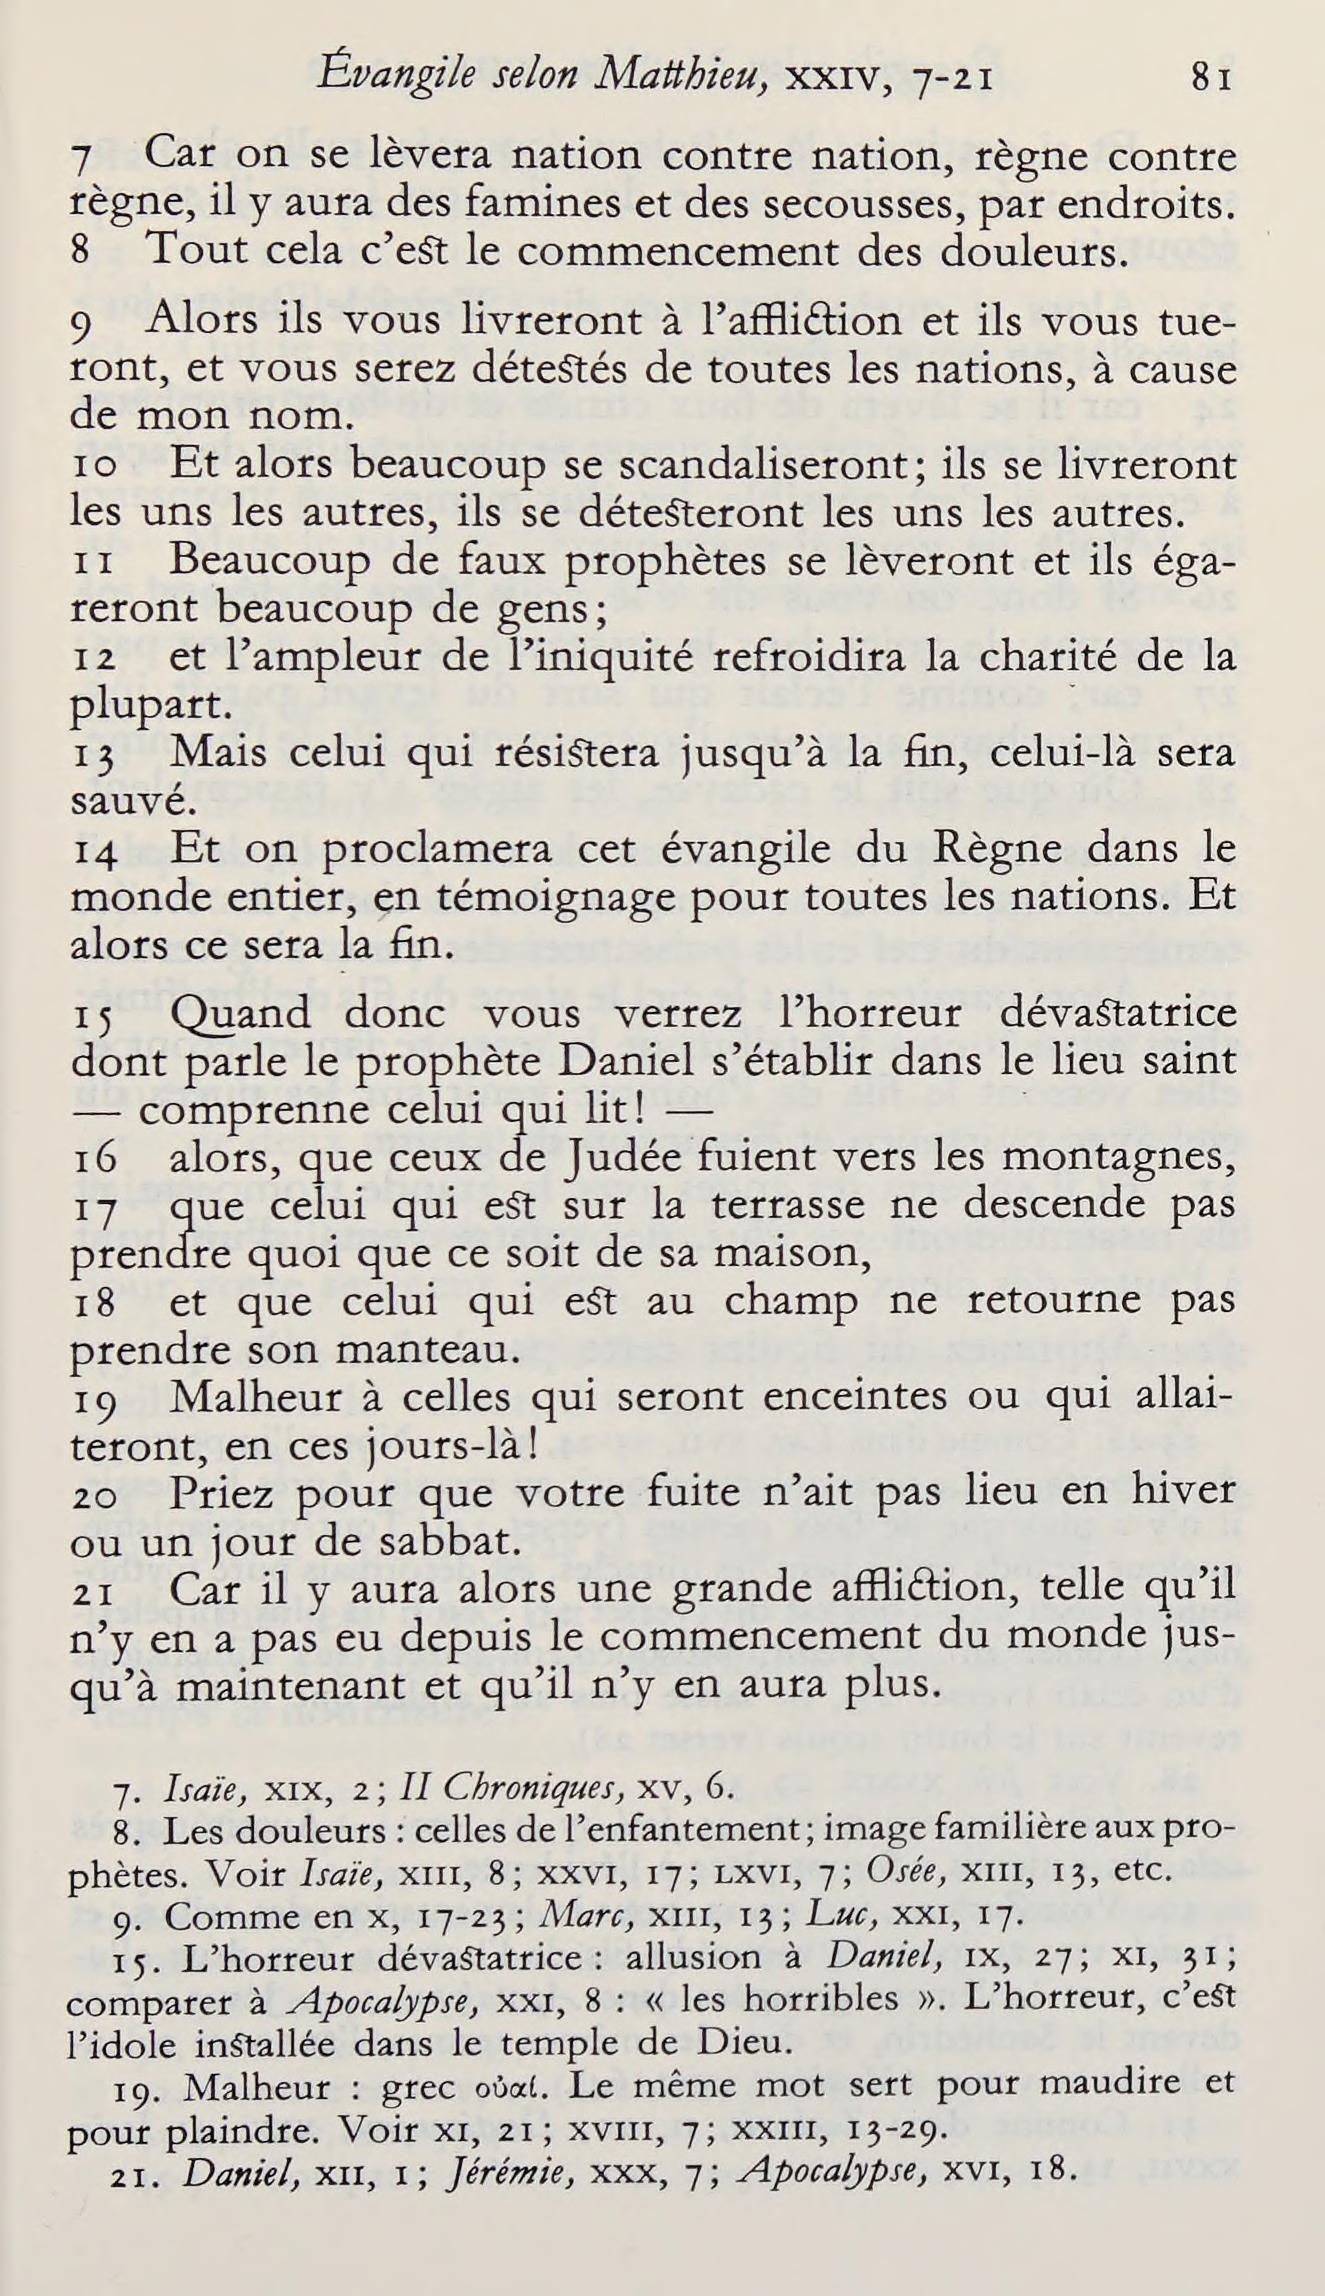 Évangile selon Matthieu, XXIV, 7-21 81
7 Car on se lèvera nation contre nation, règne contre
règne, il y aura des famines et des secousses, par endroits.
8 Tout cela c’est le commencement des douleurs.
9 Alors ils vous livreront à l’affliction et ils vous tue-
ront, et vous serez détestés de toutes les nations, à cause
de mon nom.
10 Et alors beaucoup se scandaliseront; ils se livreront
les uns les autres, ils se détesteront les uns les autres.
11 Beaucoup de faux prophètes se lèveront et ils éga-
reront beaucoup de gens;
12 et l’ampleur de l’iniquité refroidira la charité de la
plupart.
13 Mais celui qui résistera jusqu’à la fin, celui-là sera
sauvé.
14 Et on proclamera cet évangile du Règne dans le
monde entier, en témoignage pour toutes les nations. Et
alors ce sera la fin.
15 Quand donc vous verrez l’horreur dévastatrice
dont parle le prophète Daniel s’établir dans le lieu saint
— comprenne celui qui lit! —
16 alors, que ceux de Judée fuient vers les montagnes,
17 que celui qui est sur la terrasse ne descende pas
prendre quoi que ce soit de sa maison,
18 et que celui qui est au champ ne retourne pas
prendre son manteau.
19 Malheur à celles qui seront enceintes ou qui allai-
teront, en ces jours-là!
20 Priez pour que votre fuite n’ait pas lieu en hiver
ou un jour de sabbat.
21 Car il y aura alors une grande affliction, telle qu’il
n’y en a pas eu depuis le commencement du monde jus-
qu’à maintenant et qu’il n’y en aura plus.
7. Isaïe, XIX, 2; II Chroniques, XV, 6.
8. Les douleurs : celles de l’enfantement; image familière aux pro-
phètes. Voir Isaïe, XIII, 8; XXVI, 17; LXVI, 7; Osée, XIII, 13, etc.
9. Comme en X, 17-23; Marc, XIII, 13; Luc, XXI, 17.
15. L’horreur dévastatrice : allusion à Daniel, IX, 27; XI, 31;
comparer à Apocalypse, XXI, 8 : « les horribles ». L’horreur, c’est
l’idole installée dans le temple de Dieu.
19. Malheur : grec οὐαί. Le même mot sert pour maudire et
pour plaindre. Voir XI, 21; XVIII, 7; XXIII, 13-29.
21. Daniel, XII, 1; Jérémie, XXX, 7; Apocalypse, XVI, 18.